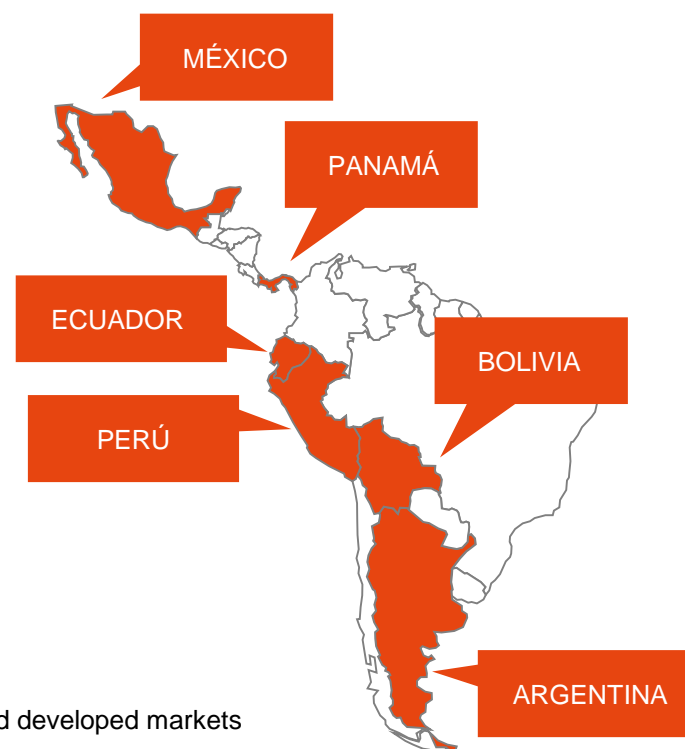 MÉXICO
PANAMÁ
ECUADOR
BOLIVIA
PERÚ
ARGENTINA
d developed markets